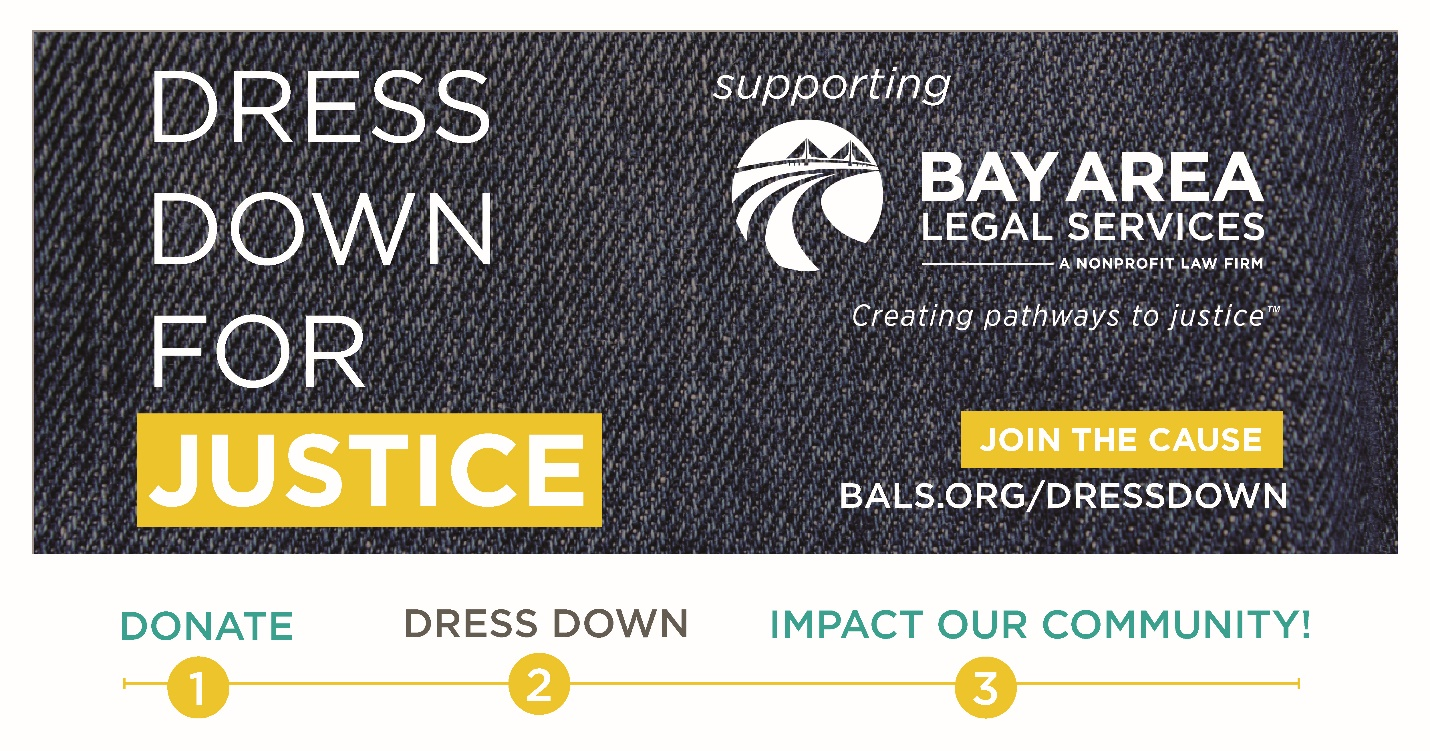 DRESS
DOWN
FOR
JUSTICE
supporting
BAY AREA
LEGAL SERVICES
A NONPROFIT LAW FIRM
Creating pathways to justice™
JOIN THE CAUSE
BALS.ORG/DRESSDOWN
DONATE
DRESS DOWN
IMPACT OUR COMMUNITY!
1
2
3